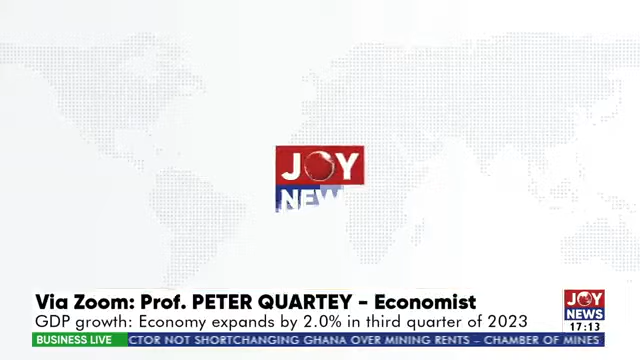 JOY
NEWS
Via Zoom: Prof. PETER QUARTEY - Economist
GDP growth: Economy expands by 2.0% in third quarter of 2023
JOY
NEWS
17:13
BUSINESS LIVE
CTOR NOT SHORTCHANGING GHANA OVER MINING RENTS – CHAMBER OF MINES